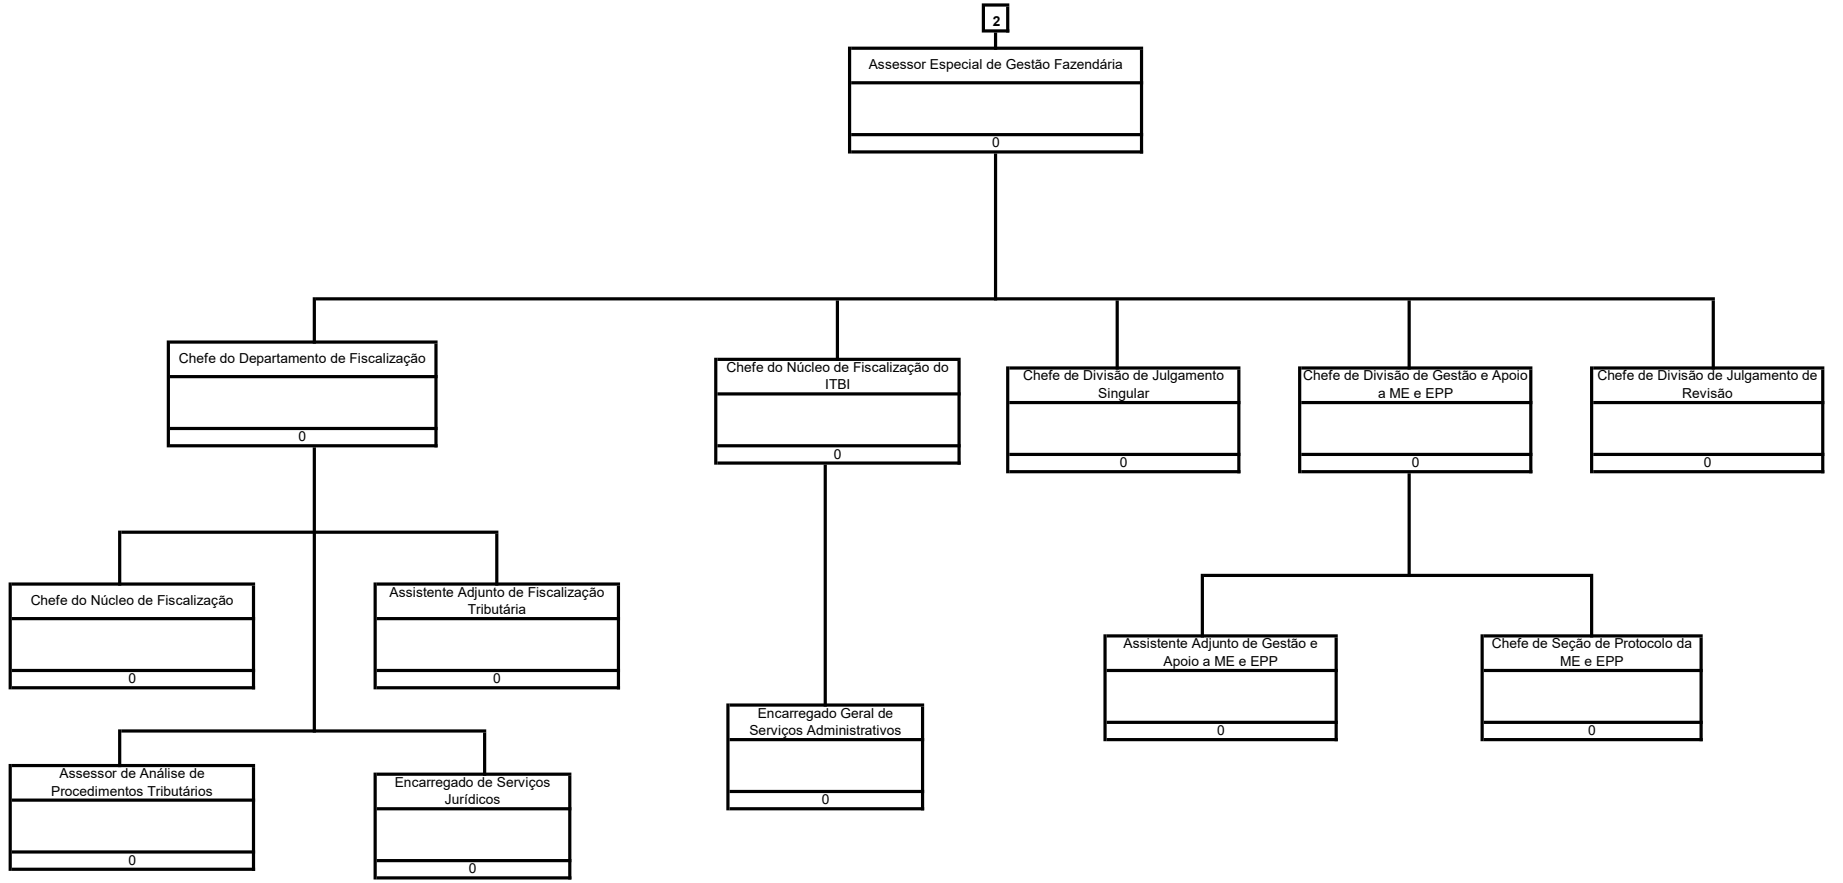 2
Assessor Especial de Gestão Fazendária
0
Chefe do Departamento de Fiscalização
0
Chefe do Núcleo de Fiscalização do
ITBI
0
Chefe de Divisão de Julgamento
Singular
0
Chefe de Divisão de Gestão e Apoio
a ME e EPP
0
Chefe de Divisão de Julgamento de
Revisão
0
Chefe do Núcleo de Fiscalização
0
Assistente Adjunto de Fiscalização
Tributária
0
Assistente Adjunto de Gestão e
Apoio a ME e EPP
0
Chefe de Seção de Protocolo da
ME e EPP
0
Encarregado Geral de
Serviços Administrativos
0
Assessor de Análise de
Procedimentos Tributários
0
Encarregado de Serviços
Jurídicos
0